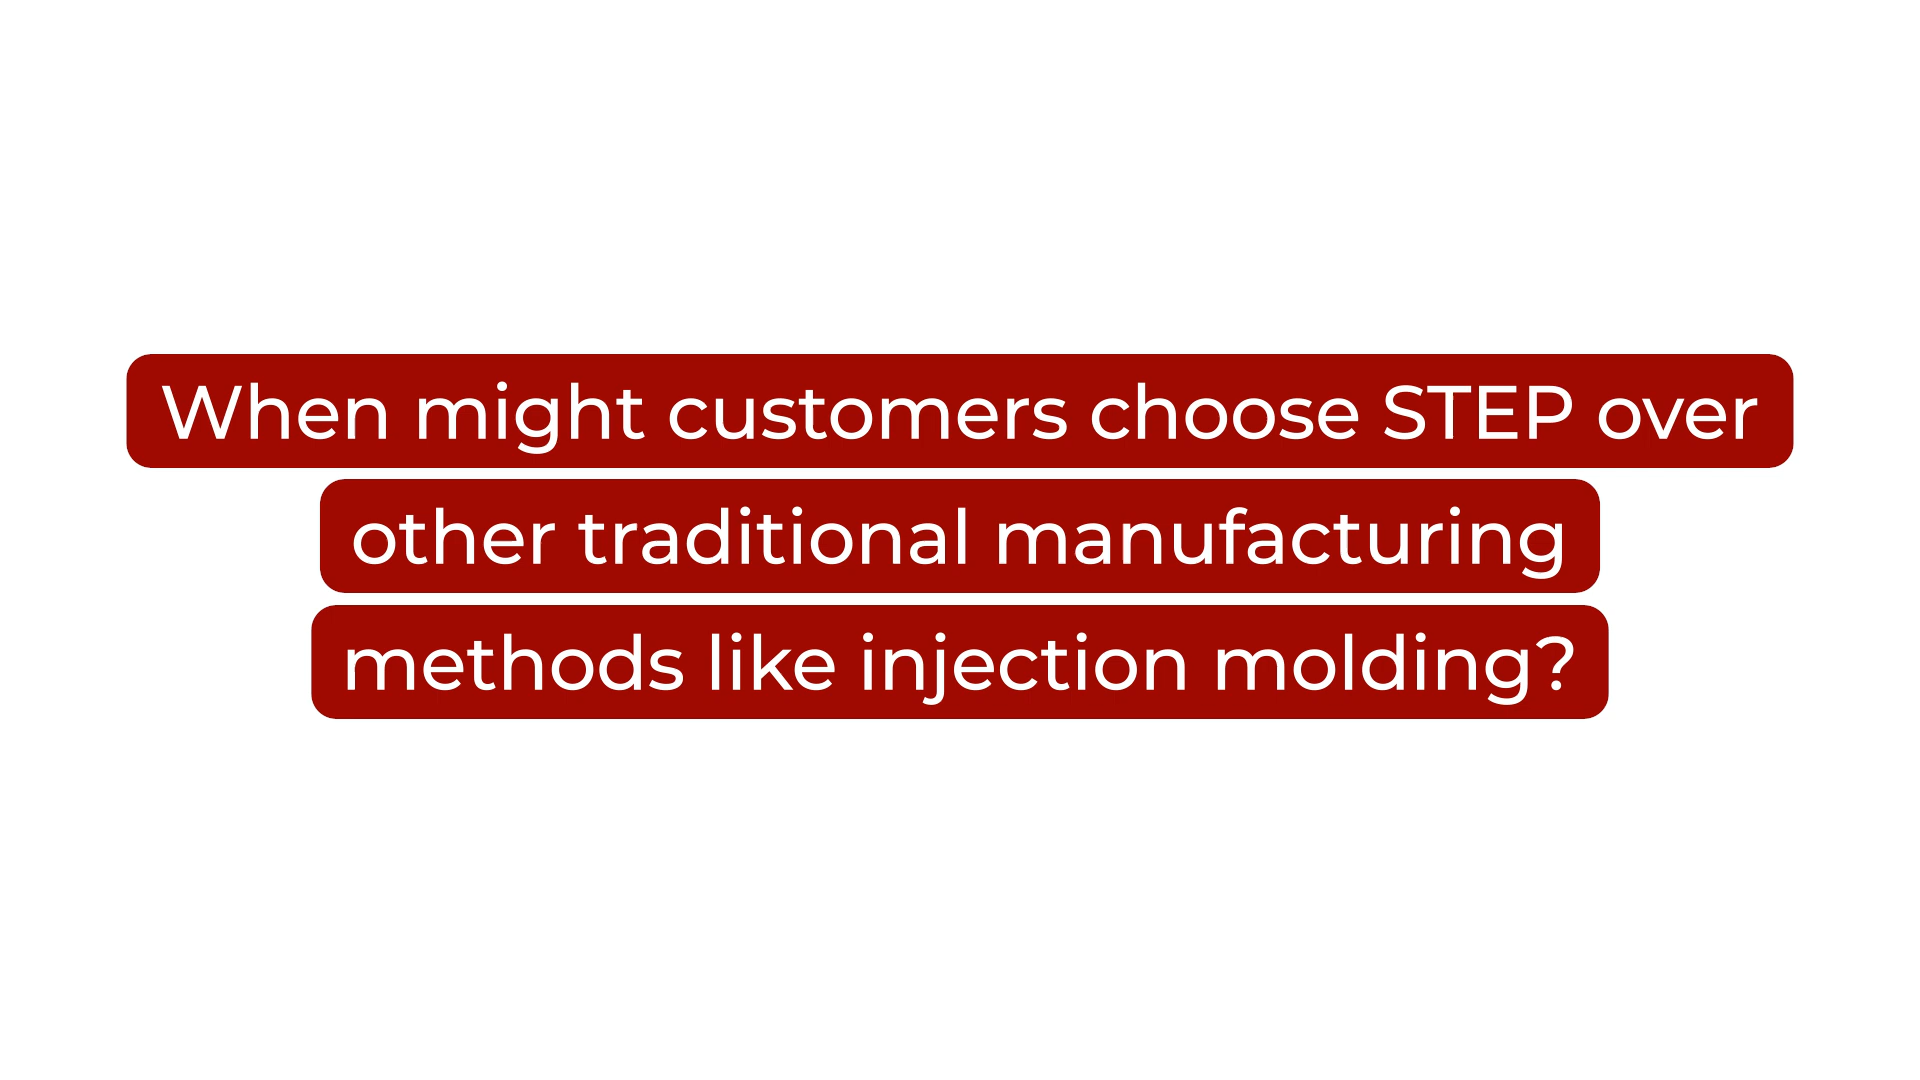 When might customers choose STEP over
other traditional manufacturing
methods like injection molding?